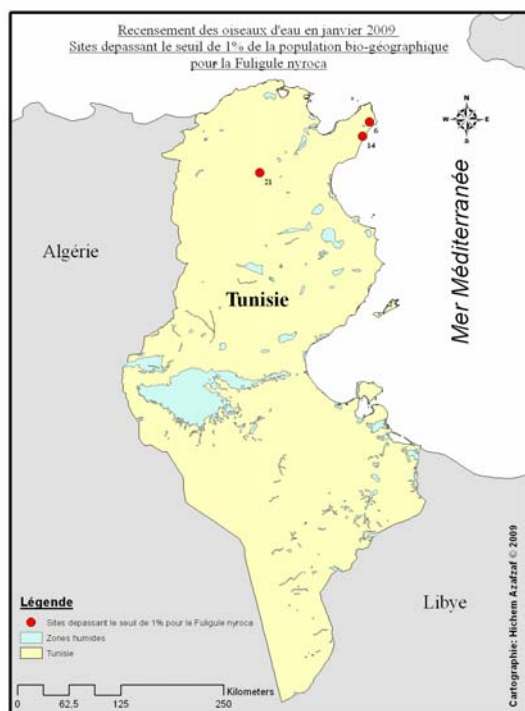 Recensement des oiseaux d'eau en janvier 2009
Sites depassant le seuil de 1% de la population bio-géographique
pour la Fuligule nyroca
N
W E
S
6
14
21
Algérie
Mer Méditerranée
Tunisie
Libye
Légende
Sites depassant le seuil de 1% pour le Fuligule nyroca
Zones humides
Tunisie
Kilometers
0 62.5 125 250
Cartographie: Hichem Azafzaf © 2009